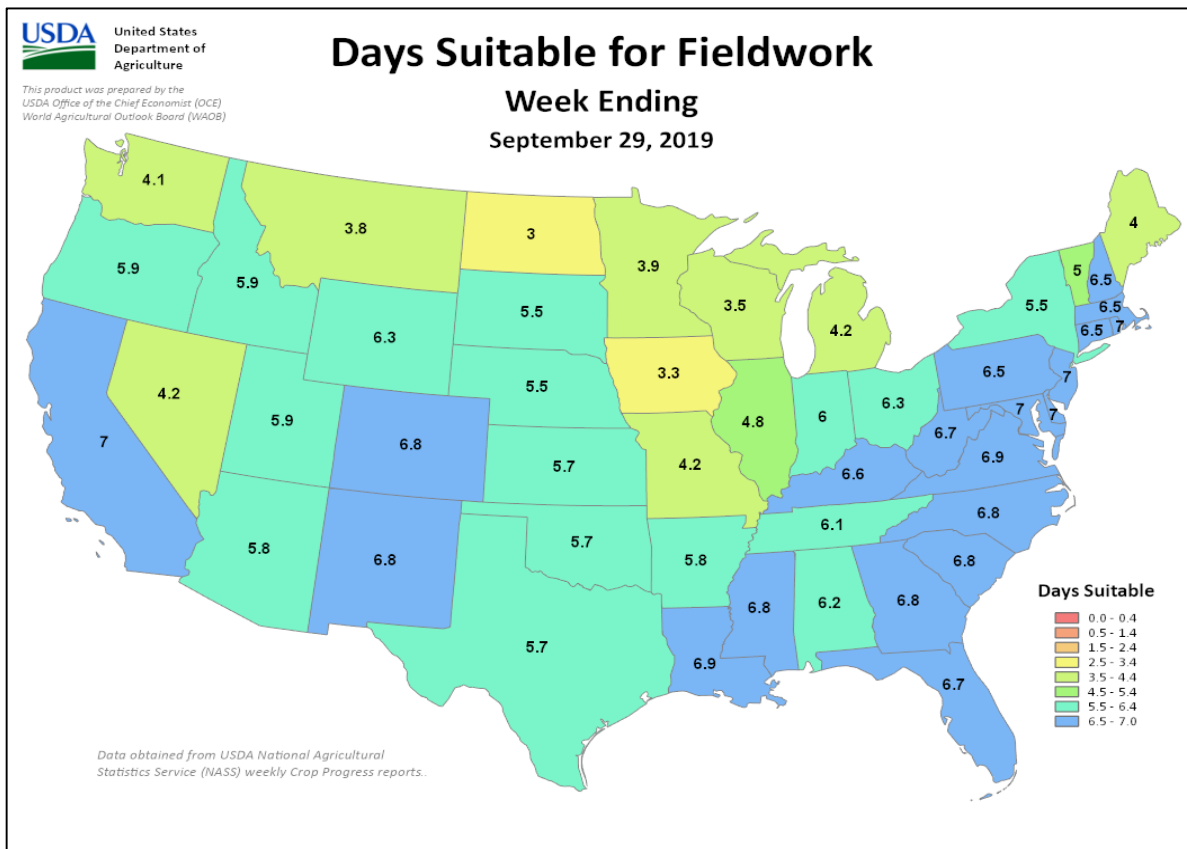 USDA
United States
Department of
Agriculture
This product was prepared by the
USDA Office of the Chief Economist (OCE)
World Agricultural Outlook Board (WAOB)
Days Suitable for Fieldwork
Week Ending
September 29, 2019
4.1
3.8
3
3.9
4
5.9
5.9
6.3
5.5
3.5
4.2
5.5
5
6.5
6.5
6.5
7
7
4.2
5.9
6.8
5.5
3.3
4.8
6
6.3
6.5
7
7
7
5.7
4.2
6.6
6.7
6.9
5.8
6.8
5.7
5.8
6.1
6.8
6.8
5.7
6.9
6.8
6.2
6.8
6.7
Days Suitable
0.0 - 0.4
0.5 - 1.4
1.5 - 2.4
2.5 - 3.4
3.5 - 4.4
4.5 - 5.4
5.5 - 6.4
6.5 - 7.0
Data obtained from USDA National Agricultural
Statistics Service (NASS) weekly Crop Progress reports..